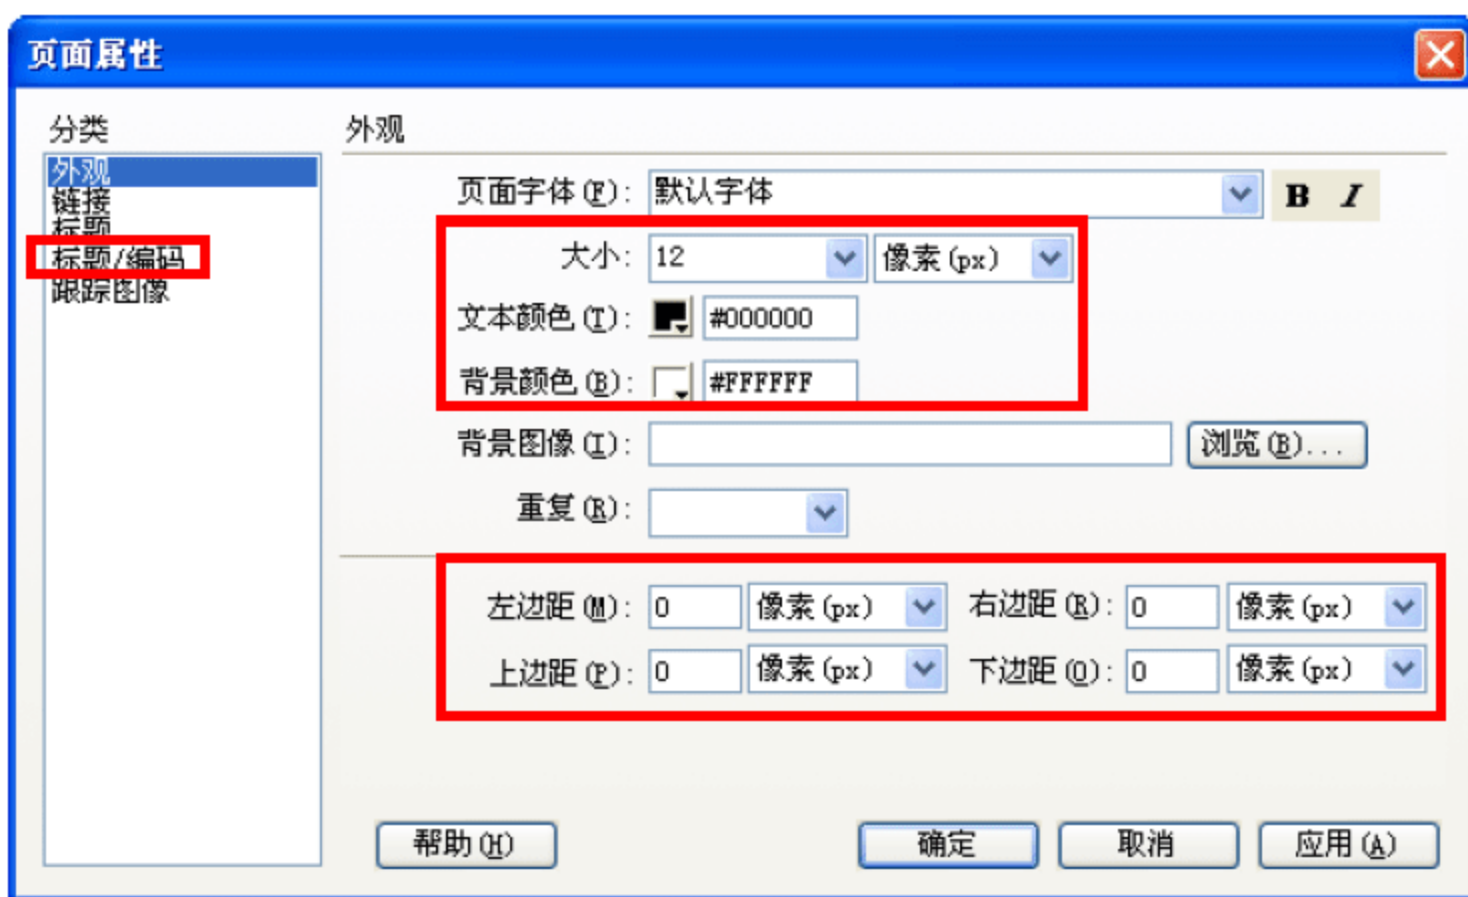 页面属性
分类
外观
链接
标题
标题/编码
跟踪图像
外观
页面字体(F): 默认字体 B I
大小: 12 像素(px)
文本颜色(T): #000000
背景颜色(B): #FFFFFF
背景图像(I): 浏览(B)...
重复(R):
左边距(M): 0 像素(px) 右边距(R): 0 像素(px)
上边距(P): 0 像素(px) 下边距(O): 0 像素(px)
帮助(H) 确定 取消 应用(A)